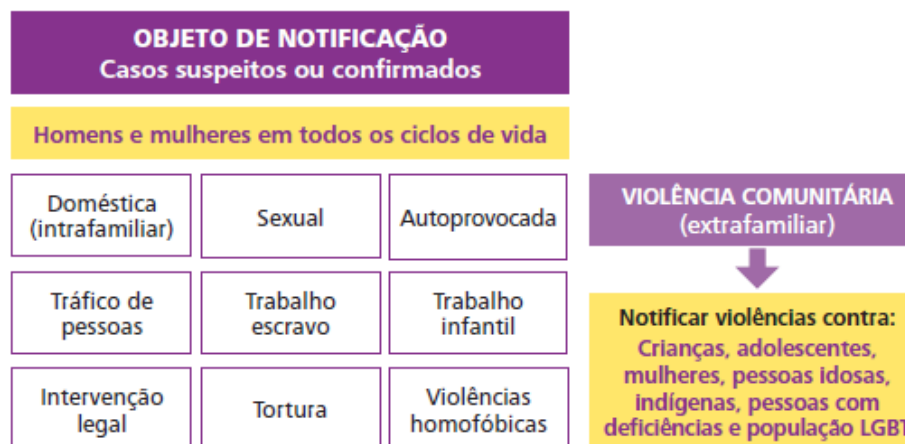 OBJETO DE NOTIFICAÇÃO
Casos suspeitos ou confirmados
Homens e mulheres em todos os ciclos de vida
Doméstica
(intrafamiliar)
Sexual
Autoprovocada
Tráfico de
pessoas
Trabalho
escravo
Trabalho
infantil
Intervenção
legal
Tortura
Violências
homofóbicas
VIOLÊNCIA COMUNITÁRIA
(extrafamiliar)
Notificar violências contra:
Crianças, adolescentes,
mulheres, pessoas idosas,
indígenas, pessoas com
deficiências e população LGBT